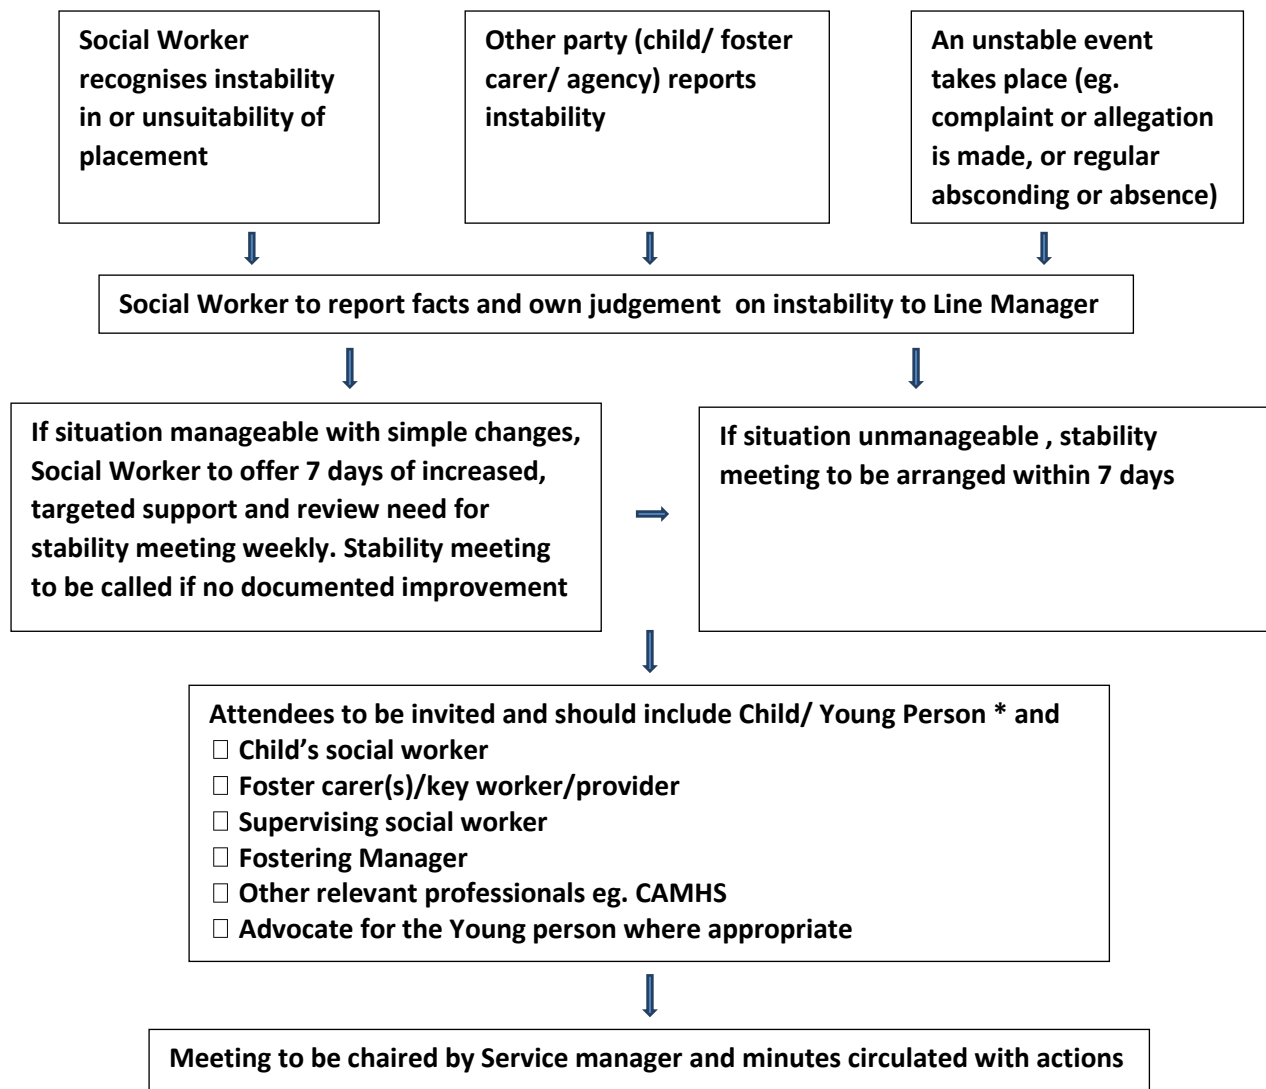 Social Worker
recognises instability
in or unsuitability of
placement
Other party (child/ foster
carer/ agency) reports
instability
An unstable event
takes place (eg.
complaint or allegation
is made, or regular
absconding or absence)
Social Worker to report facts and own judgement  on instability to Line Manager
If situation manageable with simple changes,
Social Worker to offer 7 days of increased,
targeted support and review need for
stability meeting weekly. Stability meeting
to be called if no documented improvement
If situation unmanageable , stability
meeting to be arranged within 7 days
Attendees to be invited and should include Child/ Young Person * and
□ Child’s social worker
□ Foster carer(s)/key worker/provider
□ Supervising social worker
□ Fostering Manager
□ Other relevant professionals eg. CAMHS
□ Advocate for the Young person where appropriate
Meeting to be chaired by Service manager and minutes circulated with actions